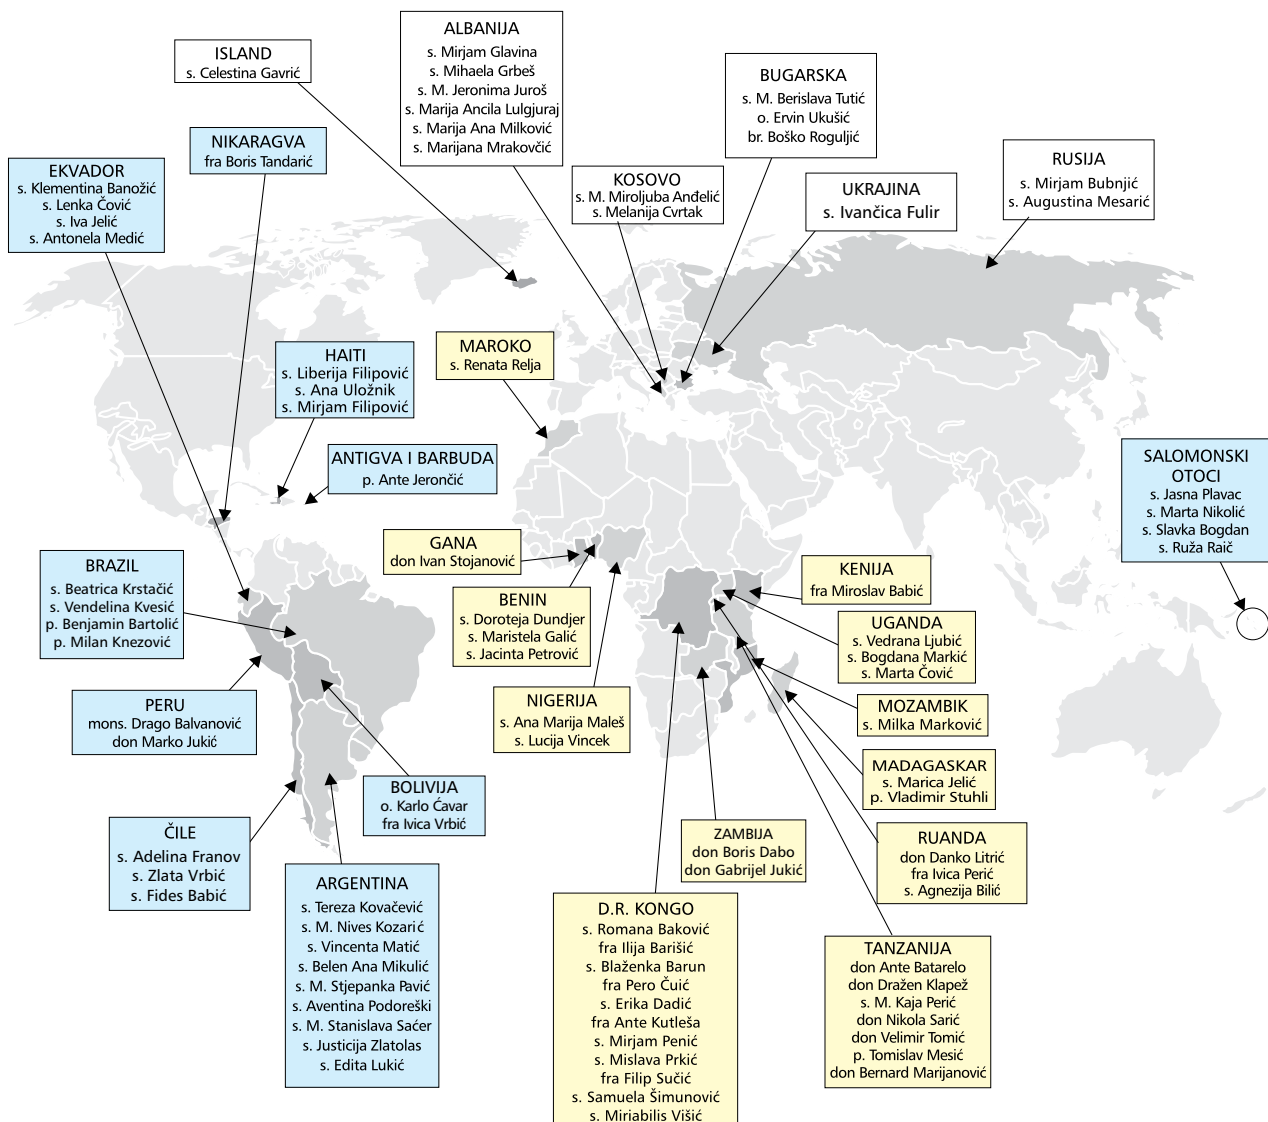 ISLAND
s. Celestina Gavrić
ALBANIJA
s. Mirjam Glavina
s. Mihaela Grbeš
s. M. Jeronima Juroš
s. Marija Ancila Lulgjuraj
s. Marija Ana Milković
s. Marijana Mrakovčić
BUGARSKA
s. M. Berislava Tutić
o. Ervin Ukušić
br. Boško Roguljić
NIKARAGVA
fra Boris Tandarić
EKVADOR
s. Klementina Banožić
s. Lenka Čović
s. Iva Jelić
s. Antonela Medić
KOSOVO
s. M. Miroljuba Anđelić
s. Melanija Cvrtak
UKRAJINA
s. Ivančica Fulir
RUSIJA
s. Mirjam Bubnjić
s. Augustina Mesarić
HAITI
s. Liberija Filipović
s. Ana Uložnik
s. Mirjam Filipović
MAROKO
s. Renata Relja
ANTIGVA I BARBUDA
p. Ante Jerončić
SALOMONSKI
OTOCI
s. Jasna Plavac
s. Marta Nikolić
s. Slavka Bogdan
s. Ruža Raič
GANA
don Ivan Stojanović
BRAZIL
s. Beatrica Krstačić
s. Vendelina Kvesić
p. Benjamin Bartolić
p. Milan Knezović
BENIN
s. Doroteja Dundjer
s. Maristela Galić
s. Jacinta Petrović
KENIJA
fra Miroslav Babić
UGANDA
s. Vedrana Ljubić
s. Bogdana Markić
s. Marta Čović
PERU
mons. Drago Balvanović
don Marko Jukić
NIGERIJA
s. Ana Marija Maleš
s. Lucija Vincek
MOZAMBIK
s. Milka Marković
MADAGASKAR
s. Marica Jelić
p. Vladimir Stuhli
BOLIVIJA
o. Karlo Ćavar
fra Ivica Vrbić
ČILE
s. Adelina Franov
s. Zlata Vrbić
s. Fides Babić
ZAMBIJA
don Boris Dabo
don Gabrijel Jukić
RUANDA
don Danko Litrić
fra Ivica Perić
s. Agnezija Bilić
ARGENTINA
s. Tereza Kovačević
s. M. Nives Kozarić
s. Vincenta Matić
s. Belen Ana Mikulić
s. M. Stjepanka Pavić
s. Aventina Podoreški
s. M. Stanislava Saćer
s. Justicija Zlatolas
s. Edita Lukić
D.R. KONGO
s. Romana Baković
fra Ilija Barišić
s. Blaženka Barun
fra Pero Čuić
s. Erika Dadić
fra Ante Kutleša
s. Mirjam Penić
s. Mislava Prkić
fra Filip Sučić
s. Samuela Šimunović
s. Miriabilis Višić
TANZANIJA
don Ante Batarelo
don Dražen Klapež
s. M. Kaja Perić
don Nikola Sarić
don Velimir Tomić
p. Tomislav Mesić
don Bernard Marijanović